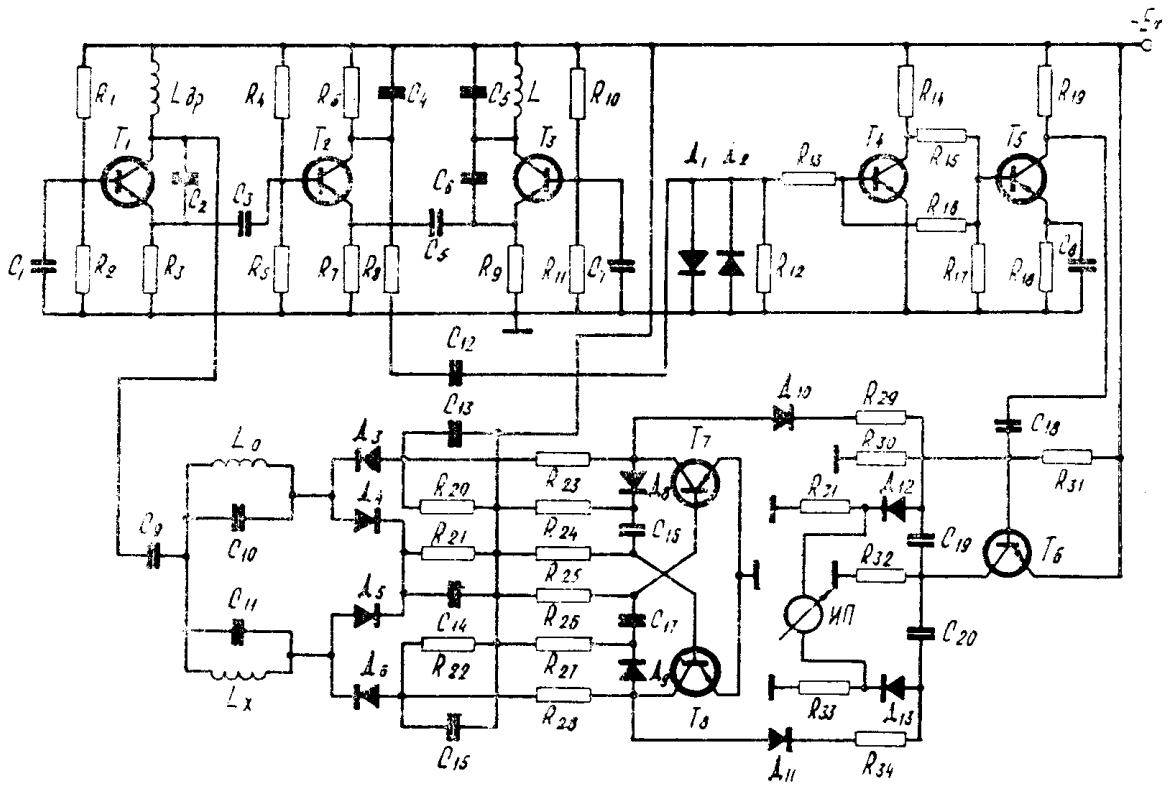 -Eк
R1
Lдр
R4
R6
C4
C5
L
R10
R14
R19
T1
T2
T3
Д1
Д2
R13
T4
R15
T5
C2
C3
C6
R16
C1
R2
R3
R5
R7
R8
C5
R9
R11
C7
R12
R17
R18
C8
C12
C13
Д10
R29
Lo
Д3
T7
R30
C18
R23
Д8
R31
R20
Д4
R31
Д12
C9
C10
R21
R24
C16
R32
C19
T6
C11
Д5
R25
ИП
C14
R26
C17
C20
Д6
R22
R27
Д9
Lx
R28
T8
R33
Д13
C15
Д11
R34